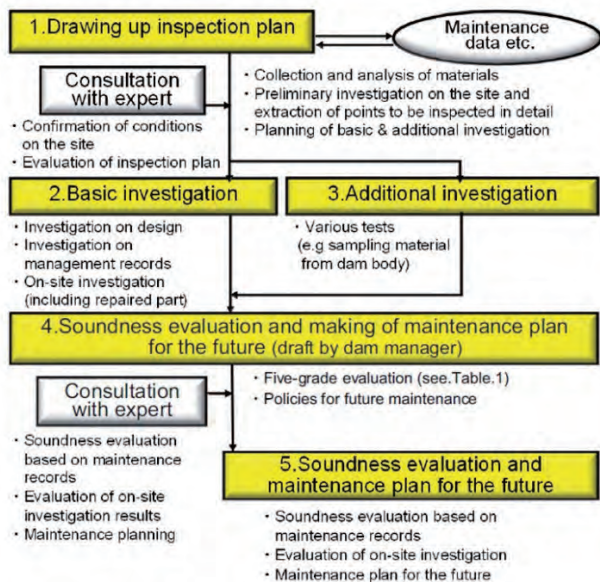 1.Drawing up inspection plan
Maintenance
data etc.
Consultation
with expert
・Collection and analysis of materials
・Preliminary investigation on the site and
extraction of points to be inspected in detail
・Planning of basic & additional investigation
・Confirmation of conditions
on the site
・Evaluation of inspection plan
2.Basic investigation
3.Additional investigation
・Investigation on design
・Investigation on
management records
・On-site investigation
(including repaired part)
・Various tests
(e.g sampling material
from dam body)
4.Soundness evaluation and making of maintenance plan
for the future (draft by dam manager)
・Five-grade evaluation (see.Table.1)
・Policies for future maintenance
Consultation
with expert
・Soundness evaluation
based on maintenance
records
・Evaluation of on-site
investigation results
・Maintenance planning
5.Soundness evaluation and
maintenance plan for the future
・Soundness evaluation based on
maintenance records
・Evaluation of on-site investigation
・Maintenance plan for the future